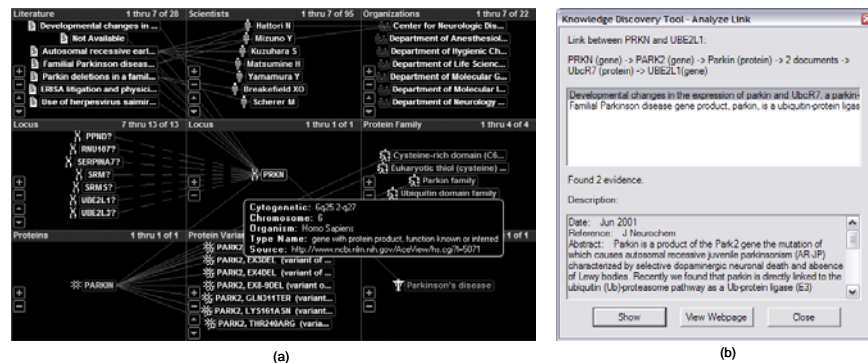 Literature 1 thru 7 of 28
Developmental changes in ...
Not Available
Autosomal recessive earl...
Familial Parkinson diseas...
Parkin deletions in a famil...
ERISA litigation and physici...
Use of herpesvirus saimir...
Scientists 1 thru 7 of 95
Hattori N
Mizuno Y
Kuzuhara S
Matsumine H
Yamamura Y
Breakefield XO
Scherer M
Organizations 1 thru 7 of 22
Center for Neurologic Dis...
Department of Anesthesiol...
Department of Hygienic Ch...
Department of Life Scienc...
Department of Molecular G...
Department of Molecular I...
Department of Neurology ...
Locus 7 thru 13 of 13
PPND?
RNU107?
SERPINA7?
SRM?
SRMS?
UBE2L1?
UBE2L3?
Locus 1 thru 1 of 1
PRKN
Protein Family 1 thru 4 of 4
Cysteine-rich domain (C6...
Eukaryotic thiol (cysteine) ...
Parkin family
Ubiquitin domain family
Cytogenetic: 6q25.2-q27
Chromosome: 6
Organism: Homo Sapiens
Type Name: gene with protein product, function known or inferred
Source: http://www.ncbi.nlm.nih.gov/AceView/hs.cgi?l=5071
Proteins 1 thru 1 of 1
PARKIN
Protein Varia
PARK2,
PARK2, EX3DEL (variant...
PARK2, EX4DEL (variant of ...
PARK2, EX8-9DEL (variant o...
PARK2, GLN311TER (variant...
PARK2, LYS161ASN (variant...
PARK2, THR240ARG (varia...
1 of 1
Parkinson's disease
(a)
Knowledge Discovery Tool - Analyze Link
Link between PRKN and UBE2L1:
PRKN (gene) -> PARK2 (gene) -> Parkin (protein) -> 2 documents ->
UbcR7 (protein) -> UBE2L1(gene)
Developmental changes in the expression of parkin and UbcR7, a parkin-
Familial Parkinson disease gene product, parkin, is a ubiquitin-protein ligas
Found 2 evidence.
Description:
Date: Jun 2001
Reference: J Neurochem
Abstract: Parkin is a product of the Park2 gene the mutation of
which causes autosomal recessive juvenile parkinsonism (AR-JP)
characterized by selective dopaminergic neuronal death and absence
of Lewy bodies. Recently we found that parkin is directly linked to the
ubiquitin (Ub)-proteasome pathway as a Ub-protein ligase (E3)
Show View Webpage Close
(b)